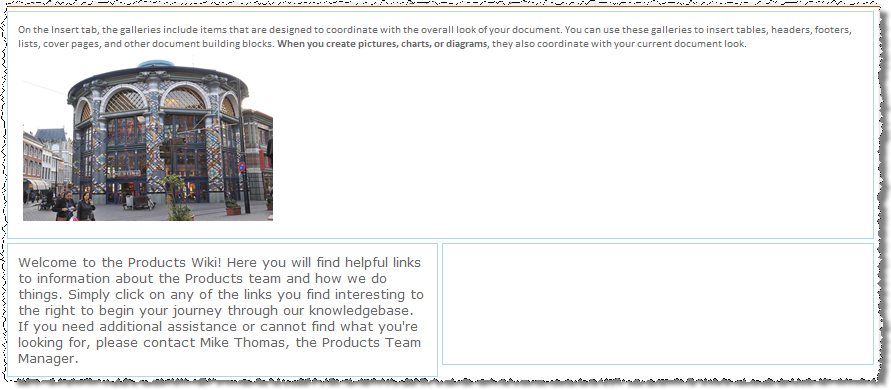 On the Insert tab, the galleries include items that are designed to coordinate with the overall look of your document. You can use these galleries to insert tables, headers, footers,
lists, cover pages, and other document building blocks. When you create pictures, charts, or diagrams, they also coordinate with your current document look.
Welcome to the Products Wiki! Here you will find helpful links
to information about the Products team and how we do
things. Simply click on any of the links you find interesting to
the right to begin your journey through our knowledgebase.
If you need additional assistance or cannot find what you're
looking for, please contact Mike Thomas, the Products Team
Manager.